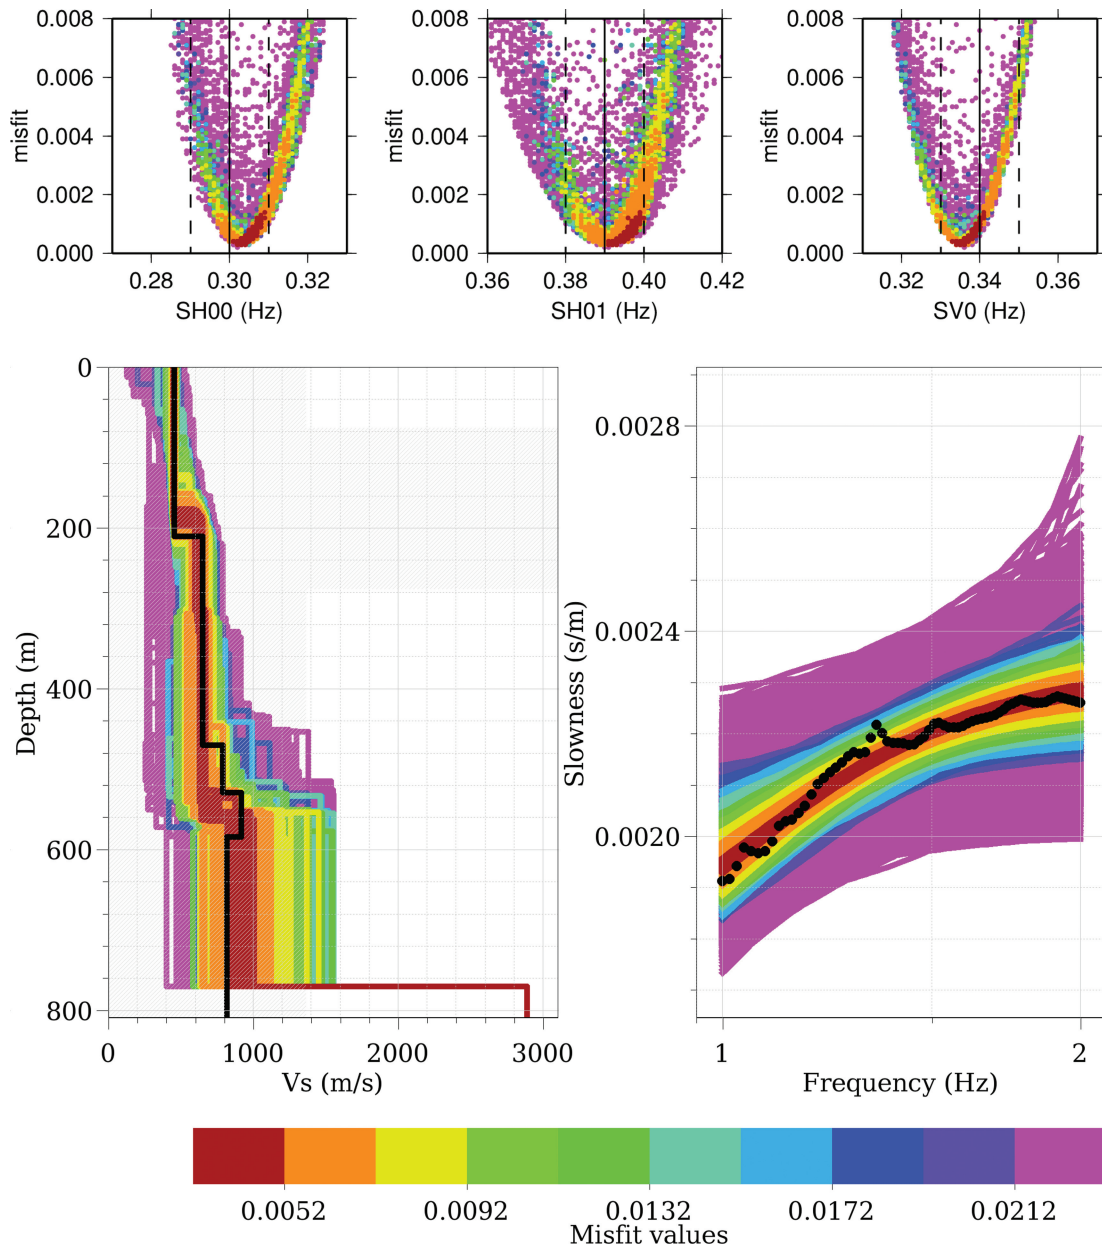 0.008
0.006
0.004
0.002
0.000
misfit
0.28 0.30 0.32
SH00 (Hz)
0.008
0.006
0.004
0.002
0.000
misfit
0.36 0.38 0.40 0.42
SH01 (Hz)
0.008
0.006
0.004
0.002
0.000
misfit
0.32 0.34 0.36
SV0 (Hz)
0
200
400
600
800
Depth (m)
0 1000 2000 3000
Vs (m/s)
0.0028
0.0024
0.0020
Slowness (s/m)
1 2
Frequency (Hz)
0.0052 0.0092 0.0132 0.0172 0.0212
Misfit values